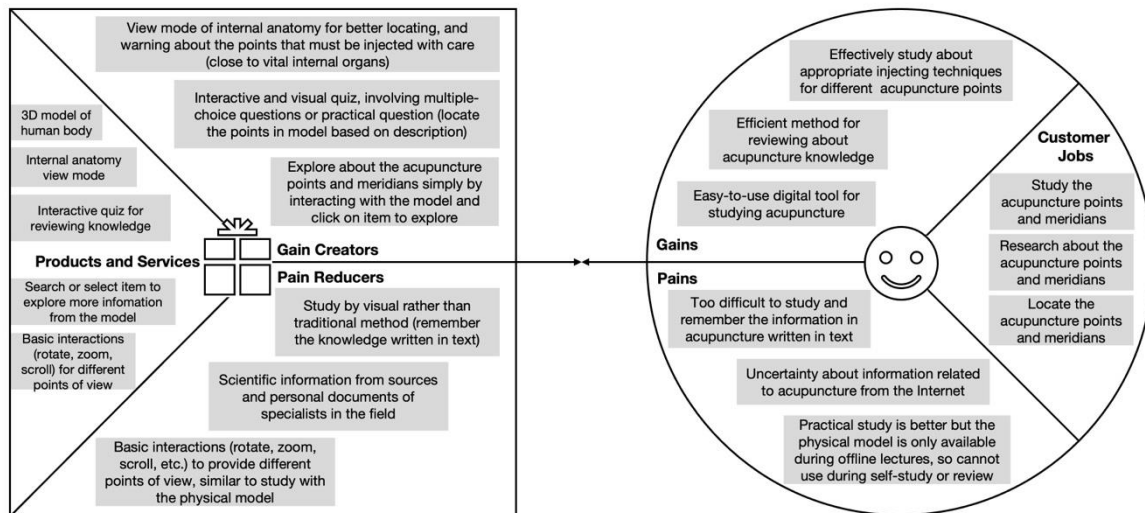 View mode of internal anatomy for better locating, and
warning about the points that must be injected with care
(close to vital internal organs)
Interactive and visual quiz, involving multiple-
choice questions or practical question (locate
the points in model based on description)
3D model of
human body
Internal anatomy
view mode
Explore about the acupuncture
points and meridians simply by
interacting with the model and
click on item to explore
Interactive quiz for
reviewing knowledge
Gain Creators
Products and Services
Pain Reducers
Search or select item to
explore more infomation
from the model
Study by visual rather than
traditional method (remember
the knowledge written in text)
Basic interactions
(rotate, zoom,
scroll) for different
points of view
Scientific information from sources
and personal documents of
specialists in the field
Basic interactions (rotate, zoom,
scroll, etc.) to provide different
points of view, similar to study with
the physical model
Effectively study about
appropriate injecting techniques
for different acupuncture points
Efficient method for
reviewing about
acupuncture knowledge
Easy-to-use digital tool for
studying acupuncture
Gains
Pains
Too difficult to study and
remember the information in
acupuncture written in text
Uncertainty about information related
to acupuncture from the Internet
Practical study is better but the
physical model is only available
during offline lectures, so cannot
use during self-study or review
Customer
Jobs
Study the
acupuncture points
and meridians
Research about the
acupuncture points
and meridians
Locate the
acupuncture points
and meridians